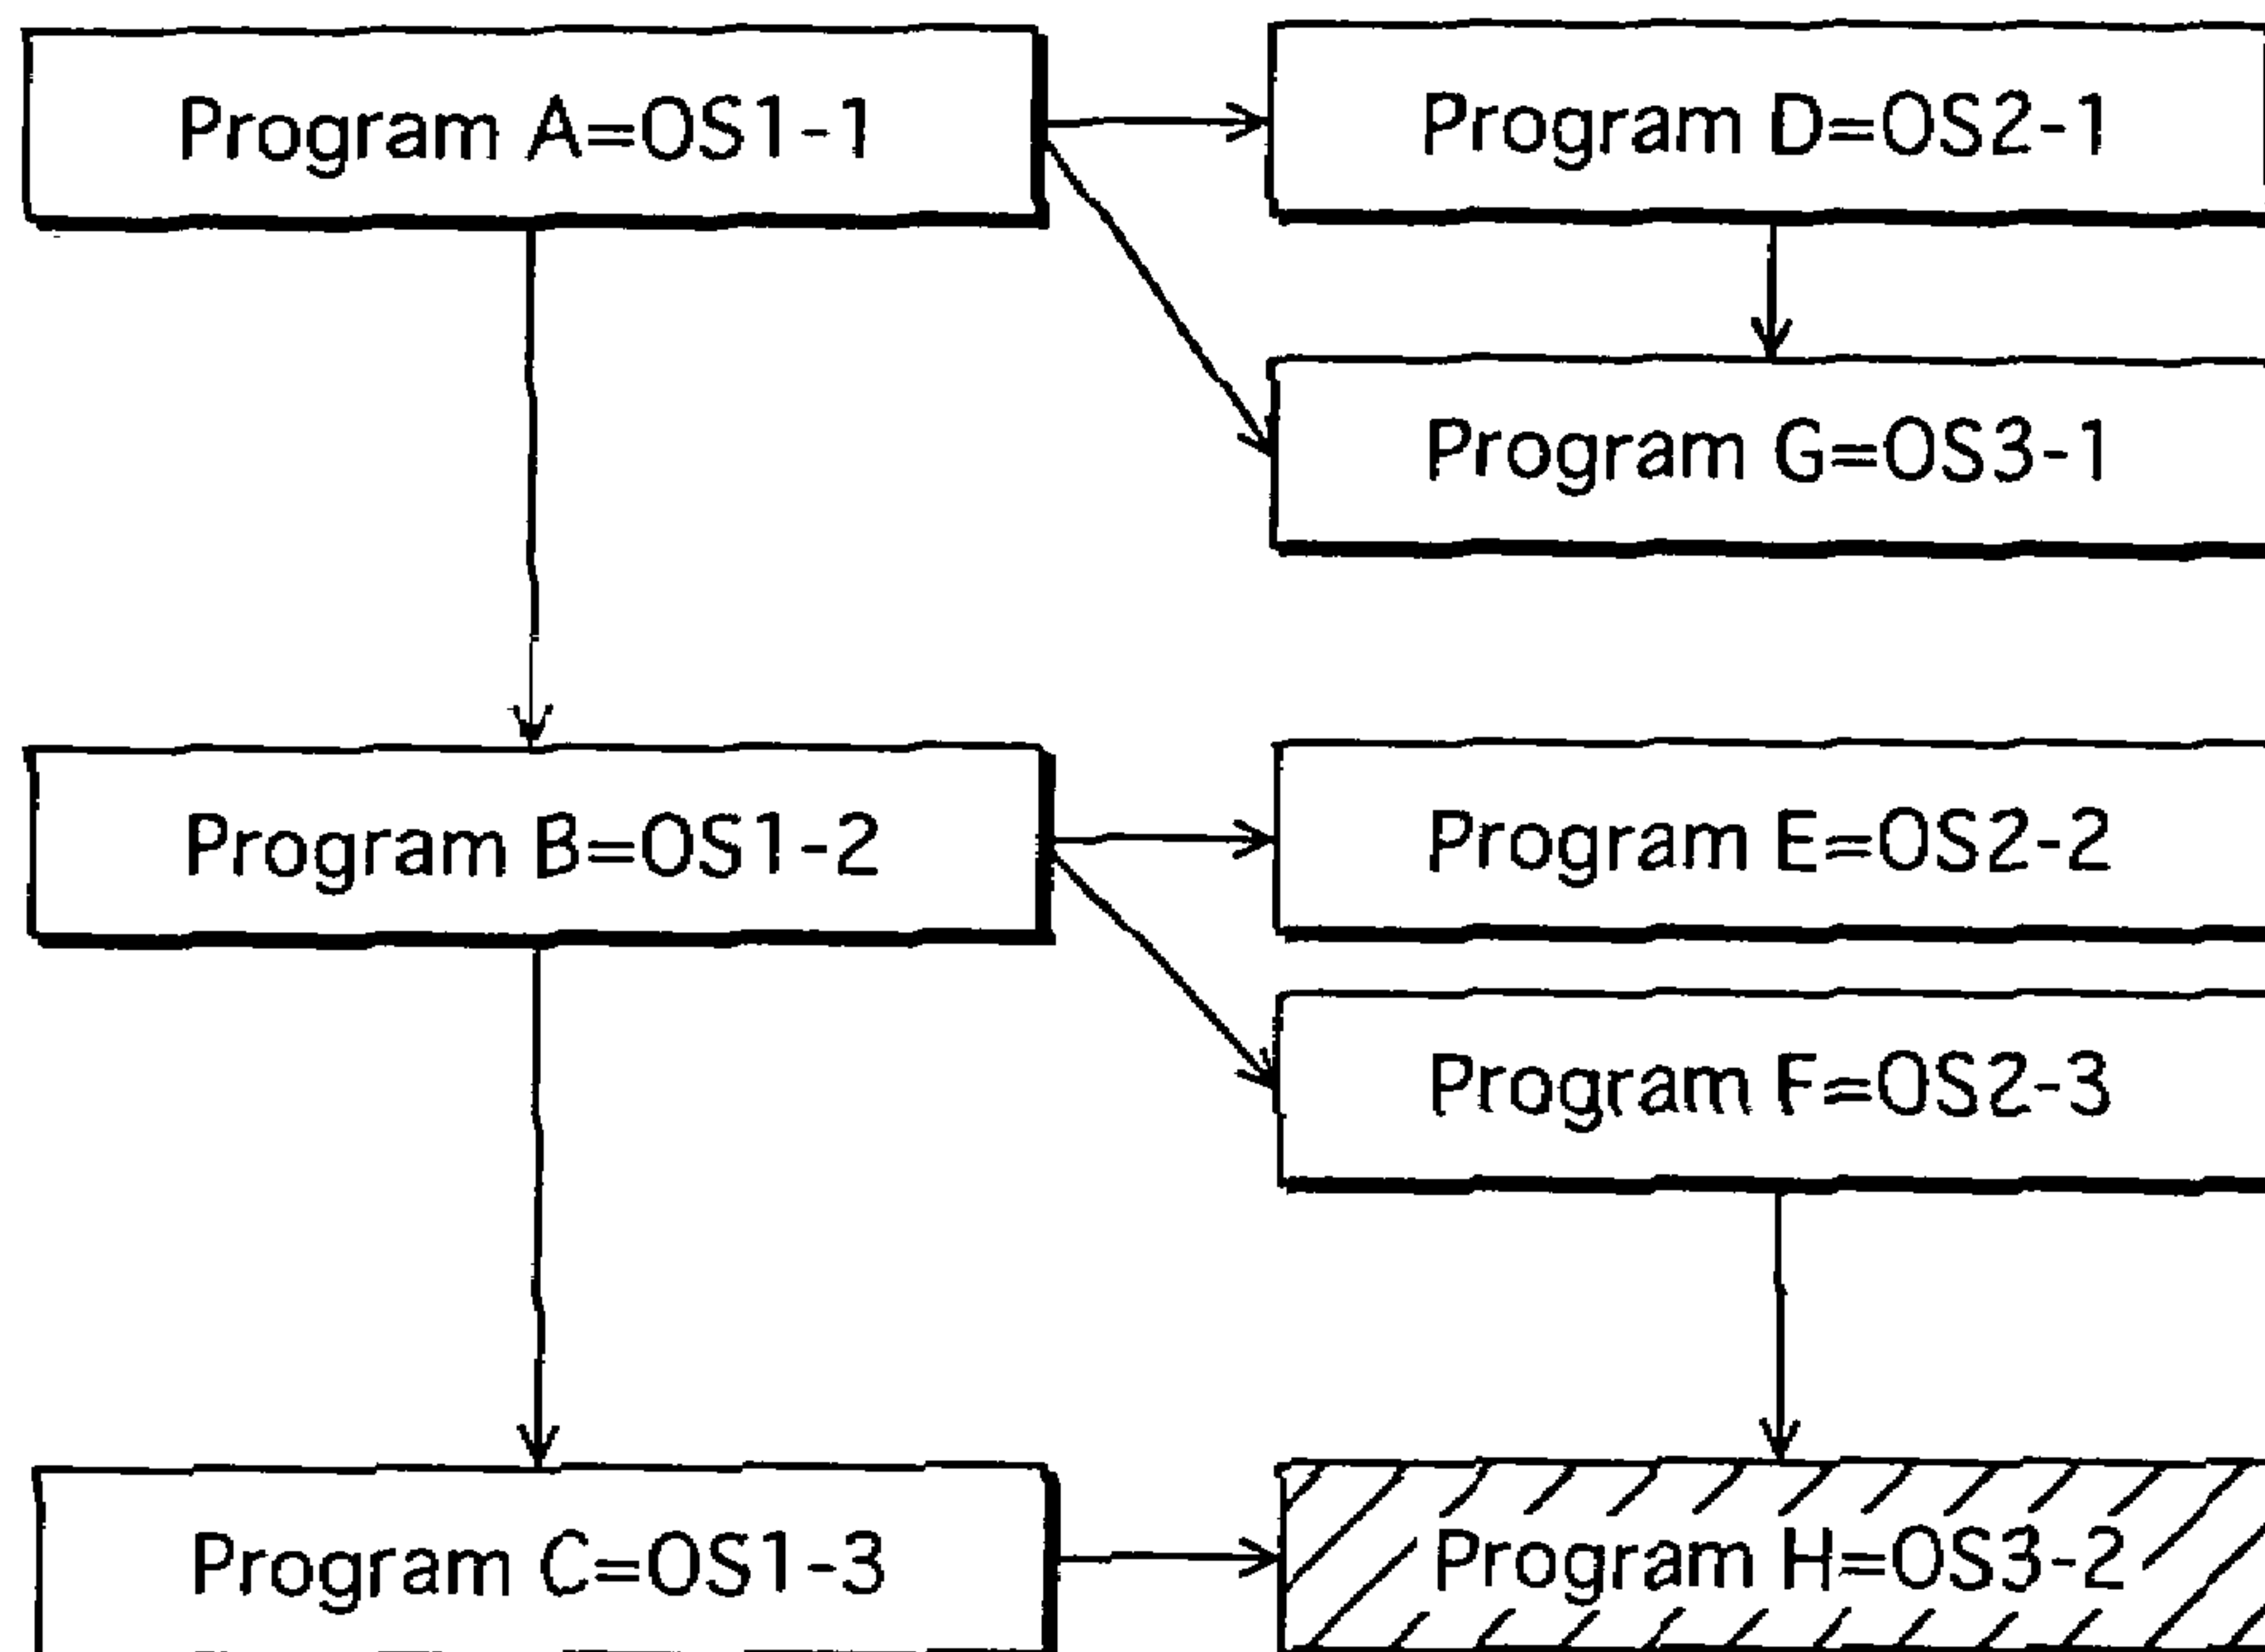 Program A=OS1-1
Program D=OS2-1
Program G=OS3-1
Program B=OS1-2
Program E=OS2-2
Program F=OS2-3
Program C=OS1-3
Program H=OS3-2